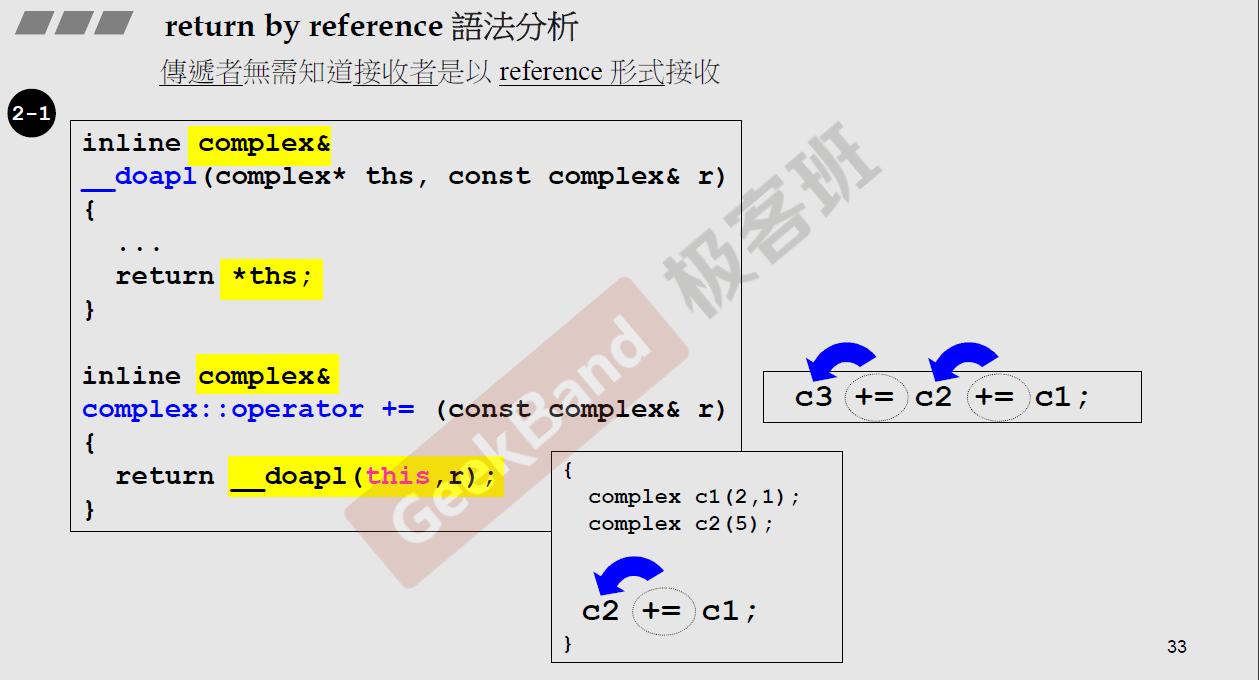 return by reference 語法分析
傳遞者無需知道接收者是以 reference 形式接收
2-1
inline complex&
__doapl(complex* ths, const complex& r)
{
...
return *ths;
}
inline complex&
complex::operator += (const complex& r)
{
return __doapl(this,r);
}
c3 += c2 += c1;
{
complex c1(2,1);
complex c2(5);
c2 += c1;
}
GeekBand 极客班
33